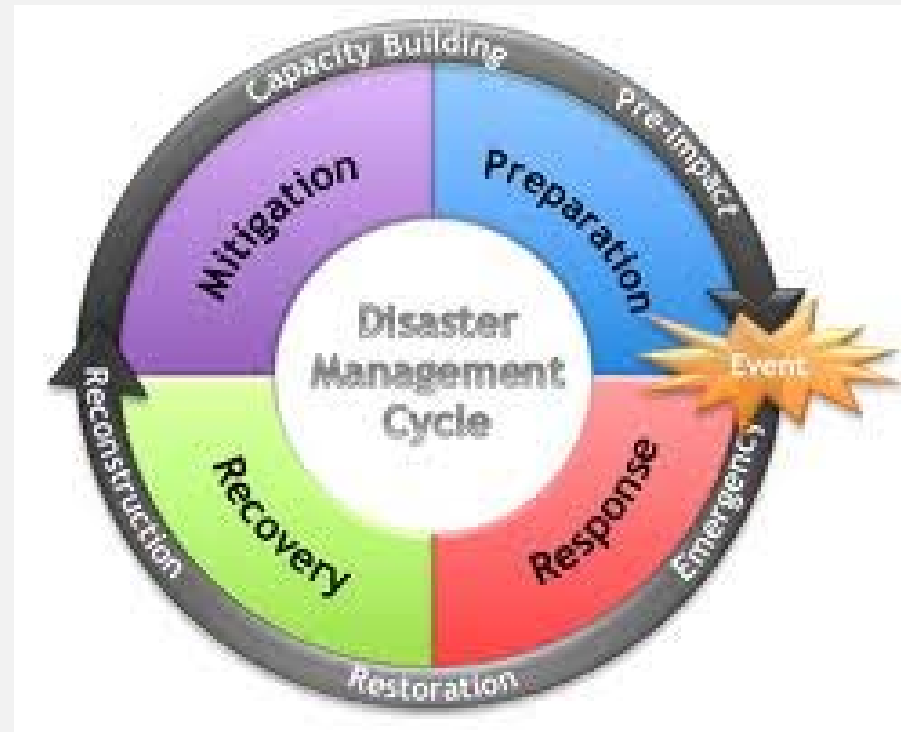 Capacity Building
Pre-impact
Mitigation
Preparation
Disaster
Management
Cycle
Event
Recovery
Response
Reconstruction
Emergency
Restoration